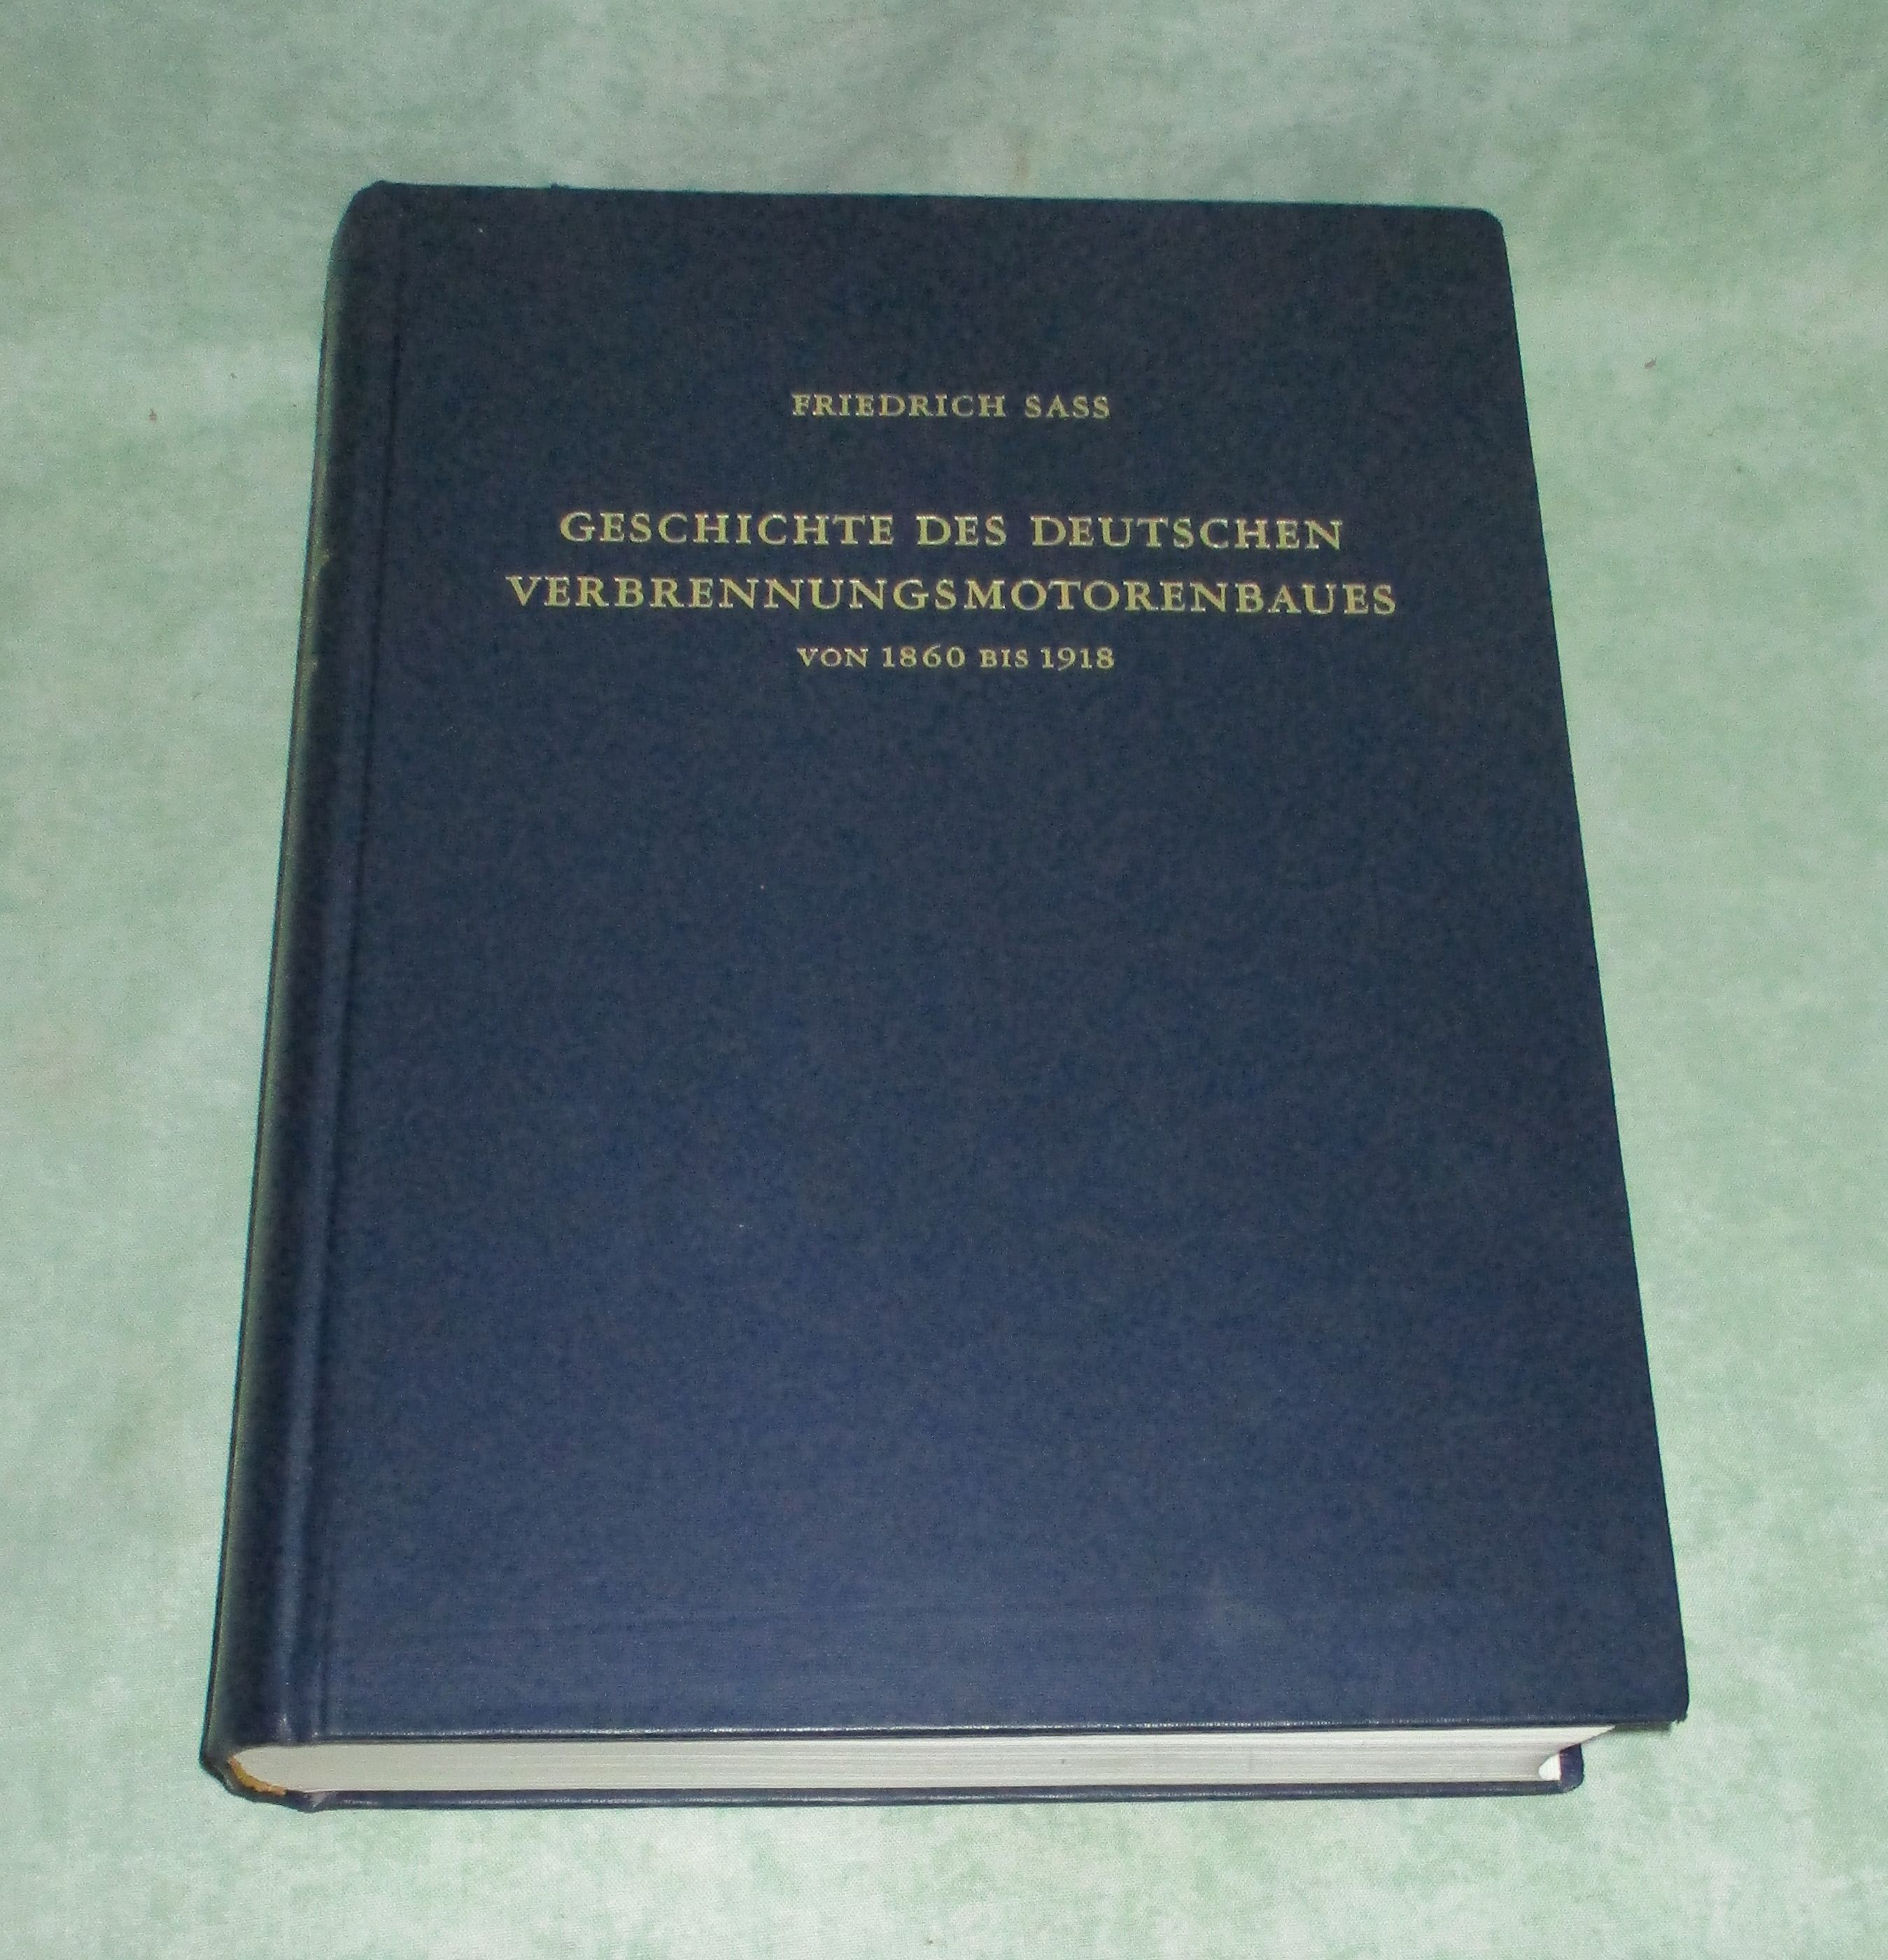 FRIEDRICH SASS
GESCHICHTE DES DEUTSCHEN
VERBRENNUNGSMOTORENBAUES
VON 1860 BIS 1918